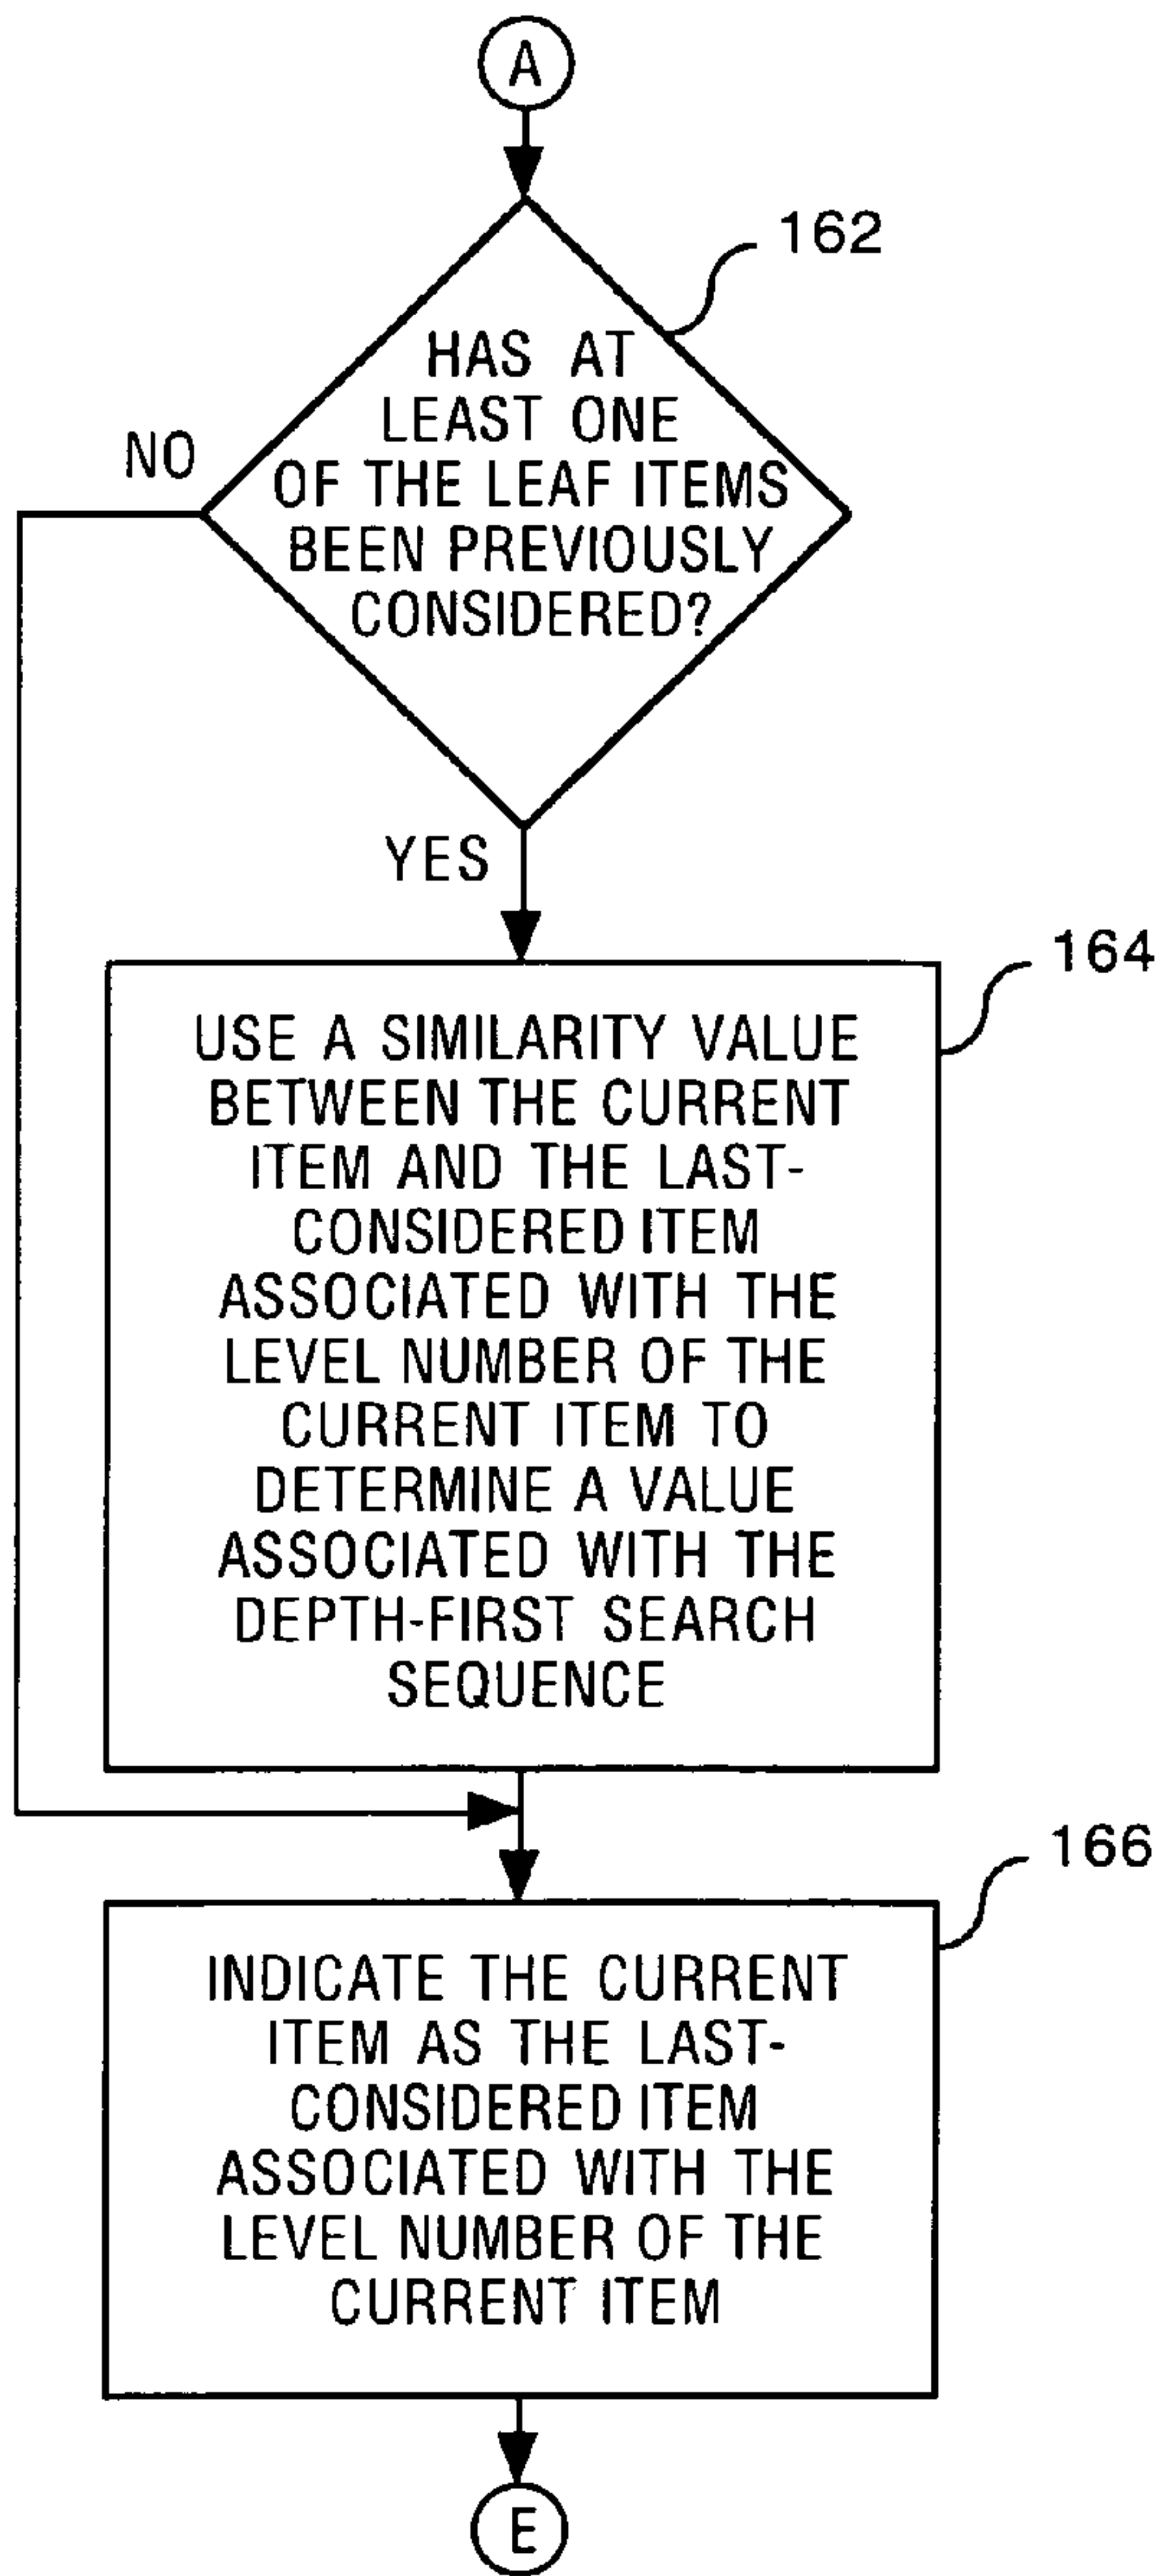 A
162
HAS AT
LEAST ONE
OF THE LEAF ITEMS
BEEN PREVIOUSLY
CONSIDERED?
NO
YES
164
USE A SIMILARITY VALUE
BETWEEN THE CURRENT
ITEM AND THE LAST-
CONSIDERED ITEM
ASSOCIATED WITH THE
LEVEL NUMBER OF THE
CURRENT ITEM TO
DETERMINE A VALUE
ASSOCIATED WITH THE
DEPTH-FIRST SEARCH
SEQUENCE
166
INDICATE THE CURRENT
ITEM AS THE LAST-
CONSIDERED ITEM
ASSOCIATED WITH THE
LEVEL NUMBER OF THE
CURRENT ITEM
E